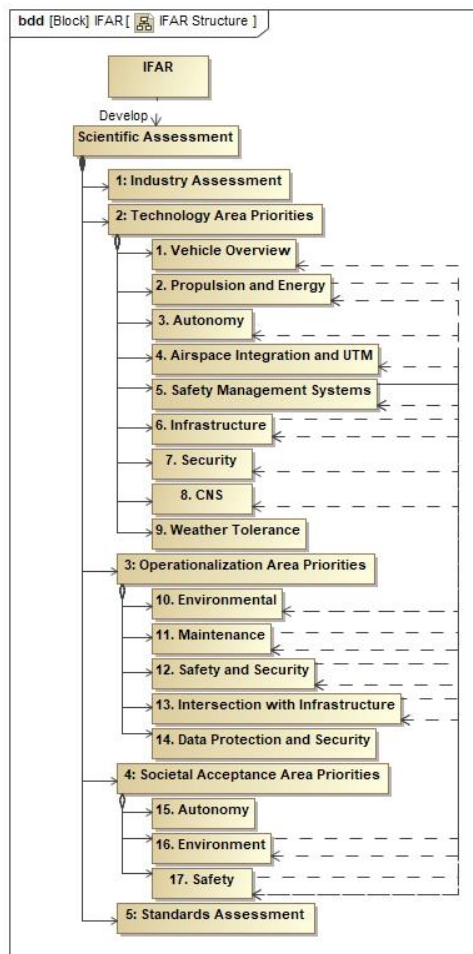 bdd [Block] IFAR [ IFAR Structure ]
IFAR
Develop
Scientific Assessment
1: Industry Assessment
2: Technology Area Priorities
1. Vehicle Overview
2. Propulsion and Energy
3. Autonomy
4. Airspace Integration and UTM
5. Safety Management Systems
6. Infrastructure
7. Security
8. CNS
9. Weather Tolerance
3: Operationalization Area Priorities
10. Environmental
11. Maintenance
12. Safety and Security
13. Intersection with Infrastructure
14. Data Protection and Security
4: Societal Acceptance Area Priorities
15. Autonomy
16. Environment
17. Safety
5: Standards Assessment